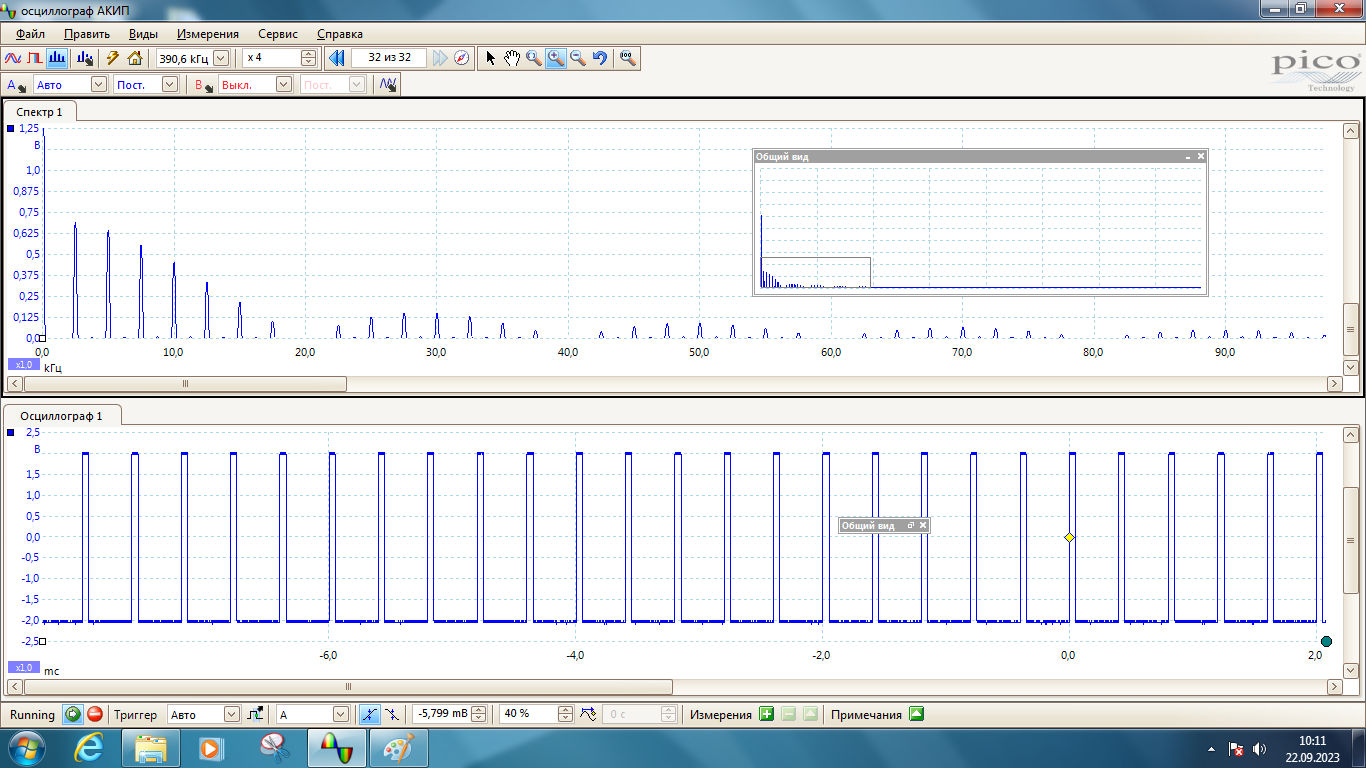 осциллограф АКИП
Файл Править Виды Измерения Сервис Справка
390,6 кГц x 4 32 из 32
pico
Technology
A Авто Пост. B Выкл. Пост.
Спектр 1
1,25
В
1,0
0,875
0,75
0,625
0,5
0,375
0,25
0,125
0,0
Общий вид
0,0 10,0 20,0 30,0 40,0 50,0 60,0 70,0 80,0 90,0
x1,0 кГц
Осциллограф 1
2,5
В
1,5
1,0
0,5
0,0
-0,5
-1,0
-1,5
-2,0
-2,5
Общий вид
-6,0 -4,0 -2,0 0,0 2,0
x1,0 мс
Running Триггер Авто A -5,799 mВ 40 % 0 с Измерения Примечания
10:11
22.09.2023